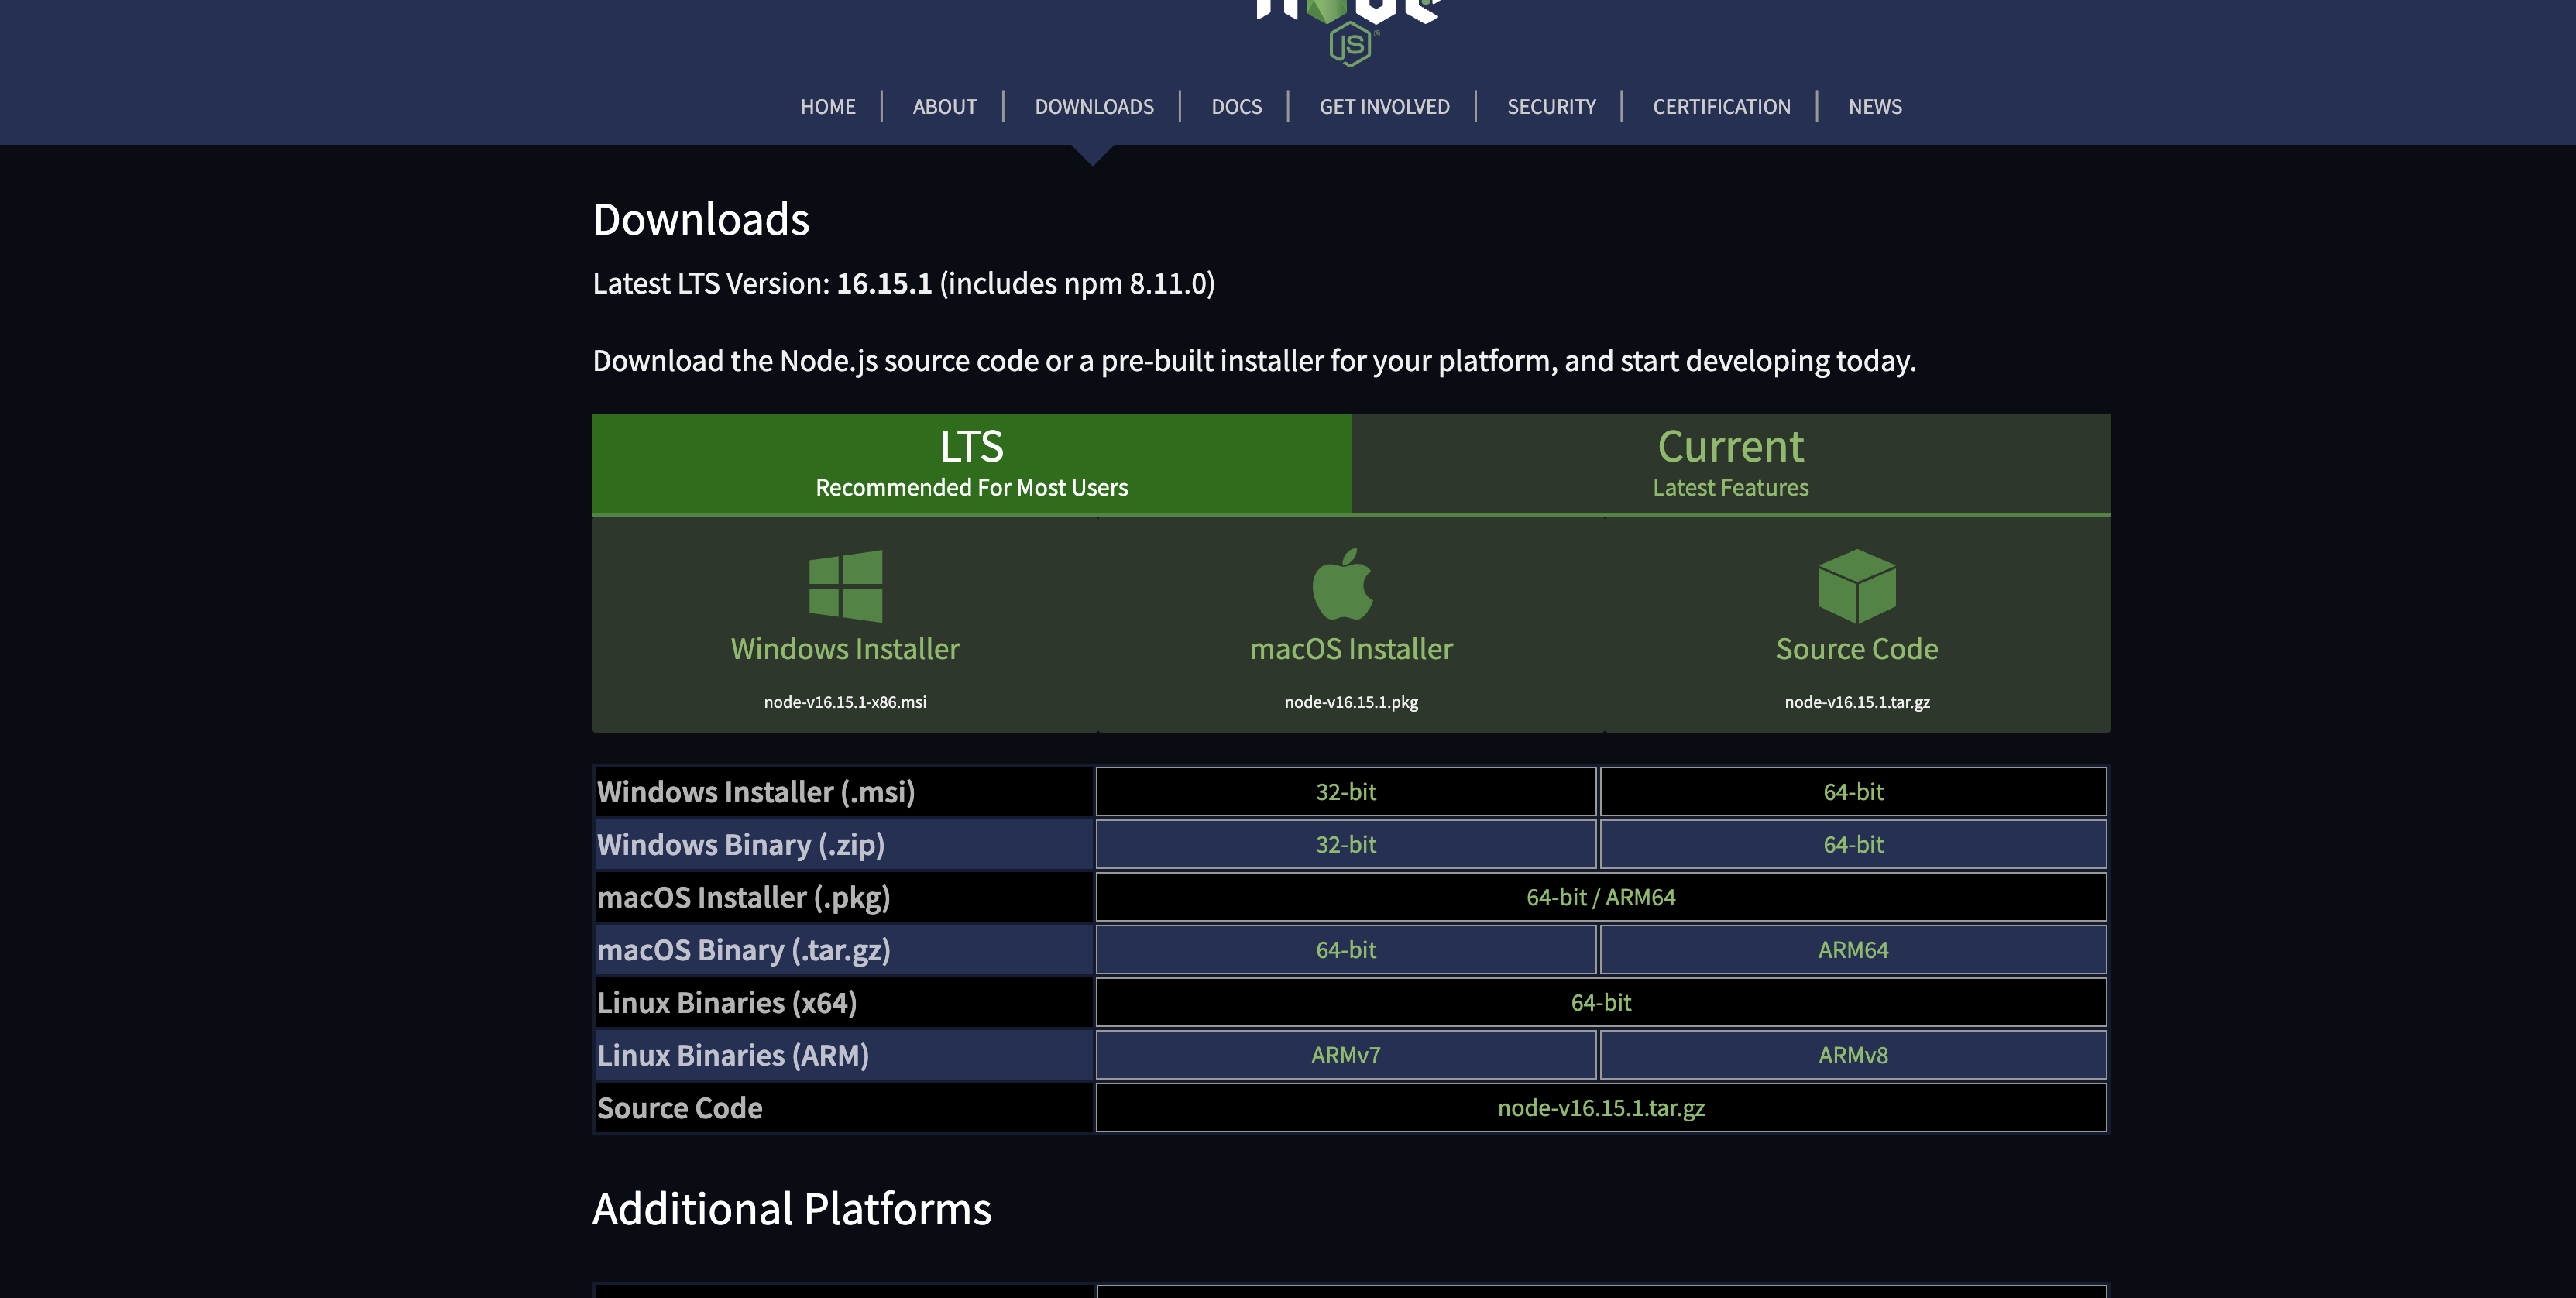 JS
HOME | ABOUT | DOWNLOADS | DOCS | GET INVOLVED | SECURITY | CERTIFICATION | NEWS
Downloads
Latest LTS Version: 16.15.1 (includes npm 8.11.0)
Download the Node.js source code or a pre-built installer for your platform, and start developing today.
LTS Current
Recommended For Most Users Latest Features
Windows Installer macOS Installer Source Code
node-v16.15.1-x86.msi node-v16.15.1.pkg node-v16.15.1.tar.gz
Windows Installer (.msi) 32-bit 64-bit
Windows Binary (.zip) 32-bit 64-bit
macOS Installer (.pkg) 64-bit / ARM64
macOS Binary (.tar.gz) 64-bit ARM64
Linux Binaries (x64) 64-bit
Linux Binaries (ARM) ARMv7 ARMv8
Source Code node-v16.15.1.tar.gz
Additional Platforms